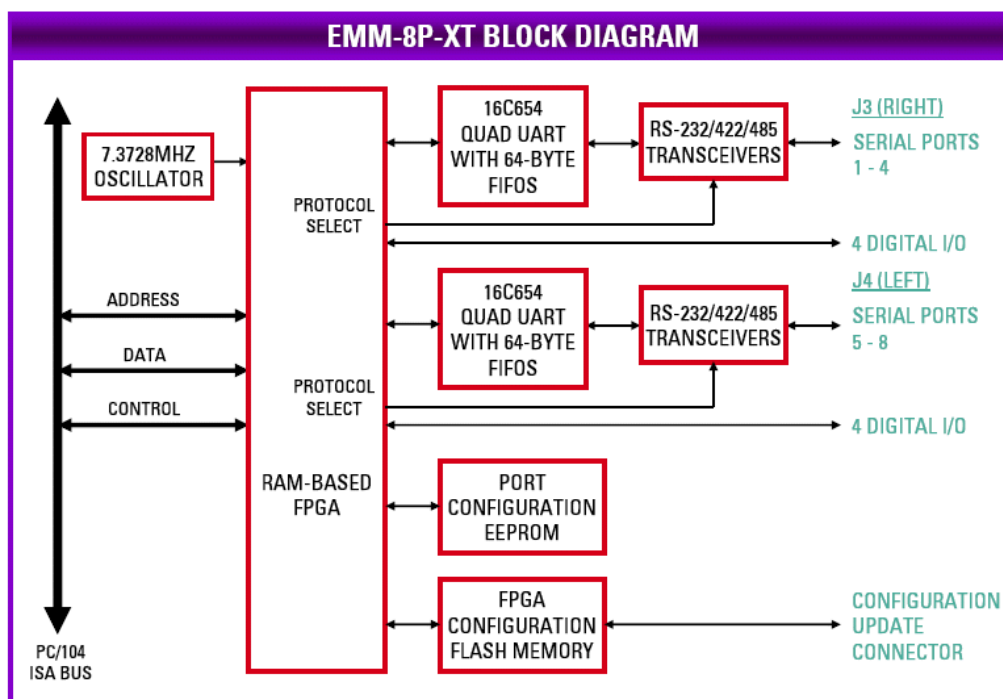 EMM-8P-XT BLOCK DIAGRAM
7.3728MHZ
OSCILLATOR
16C654
QUAD UART
WITH 64-BYTE
FIFOS
RS-232/422/485
TRANSCEIVERS
J3 (RIGHT)
SERIAL PORTS
1 - 4
PROTOCOL
SELECT
4 DIGITAL I/O
ADDRESS
DATA
CONTROL
16C654
QUAD UART
WITH 64-BYTE
FIFOS
RS-232/422/485
TRANSCEIVERS
J4 (LEFT)
SERIAL PORTS
5 - 8
PROTOCOL
SELECT
4 DIGITAL I/O
RAM-BASED
FPGA
PORT
CONFIGURATION
EEPROM
FPGA
CONFIGURATION
FLASH MEMORY
CONFIGURATION
UPDATE
CONNECTOR
PC/104
ISA BUS